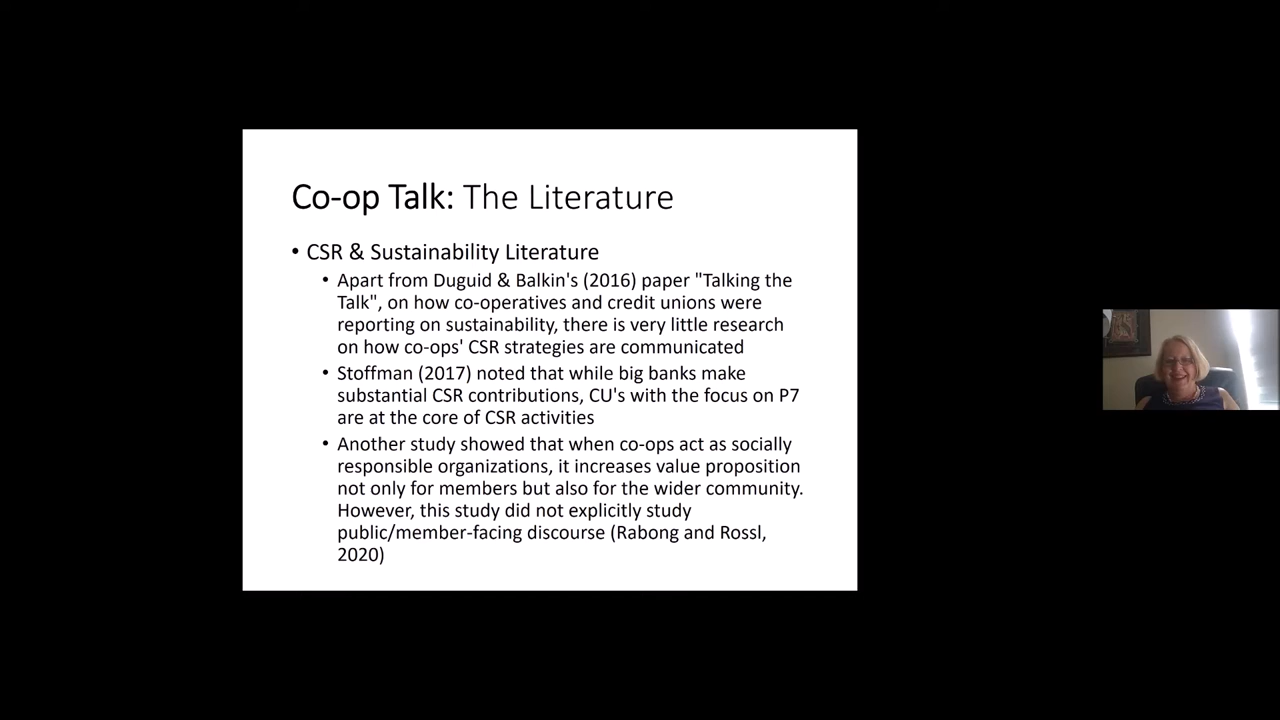 Co-op Talk: The Literature
• CSR & Sustainability Literature
• Apart from Duguid & Balkin's (2016) paper "Talking the
Talk", on how co-operatives and credit unions were
reporting on sustainability, there is very little research
on how co-ops' CSR strategies are communicated
• Stoffman (2017) noted that while big banks make
substantial CSR contributions, CU's with the focus on P7
are at the core of CSR activities
• Another study showed that when co-ops act as socially
responsible organizations, it increases value proposition
not only for members but also for the wider community.
However, this study did not explicitly study
public/member-facing discourse (Rabong and Rossl,
2020)